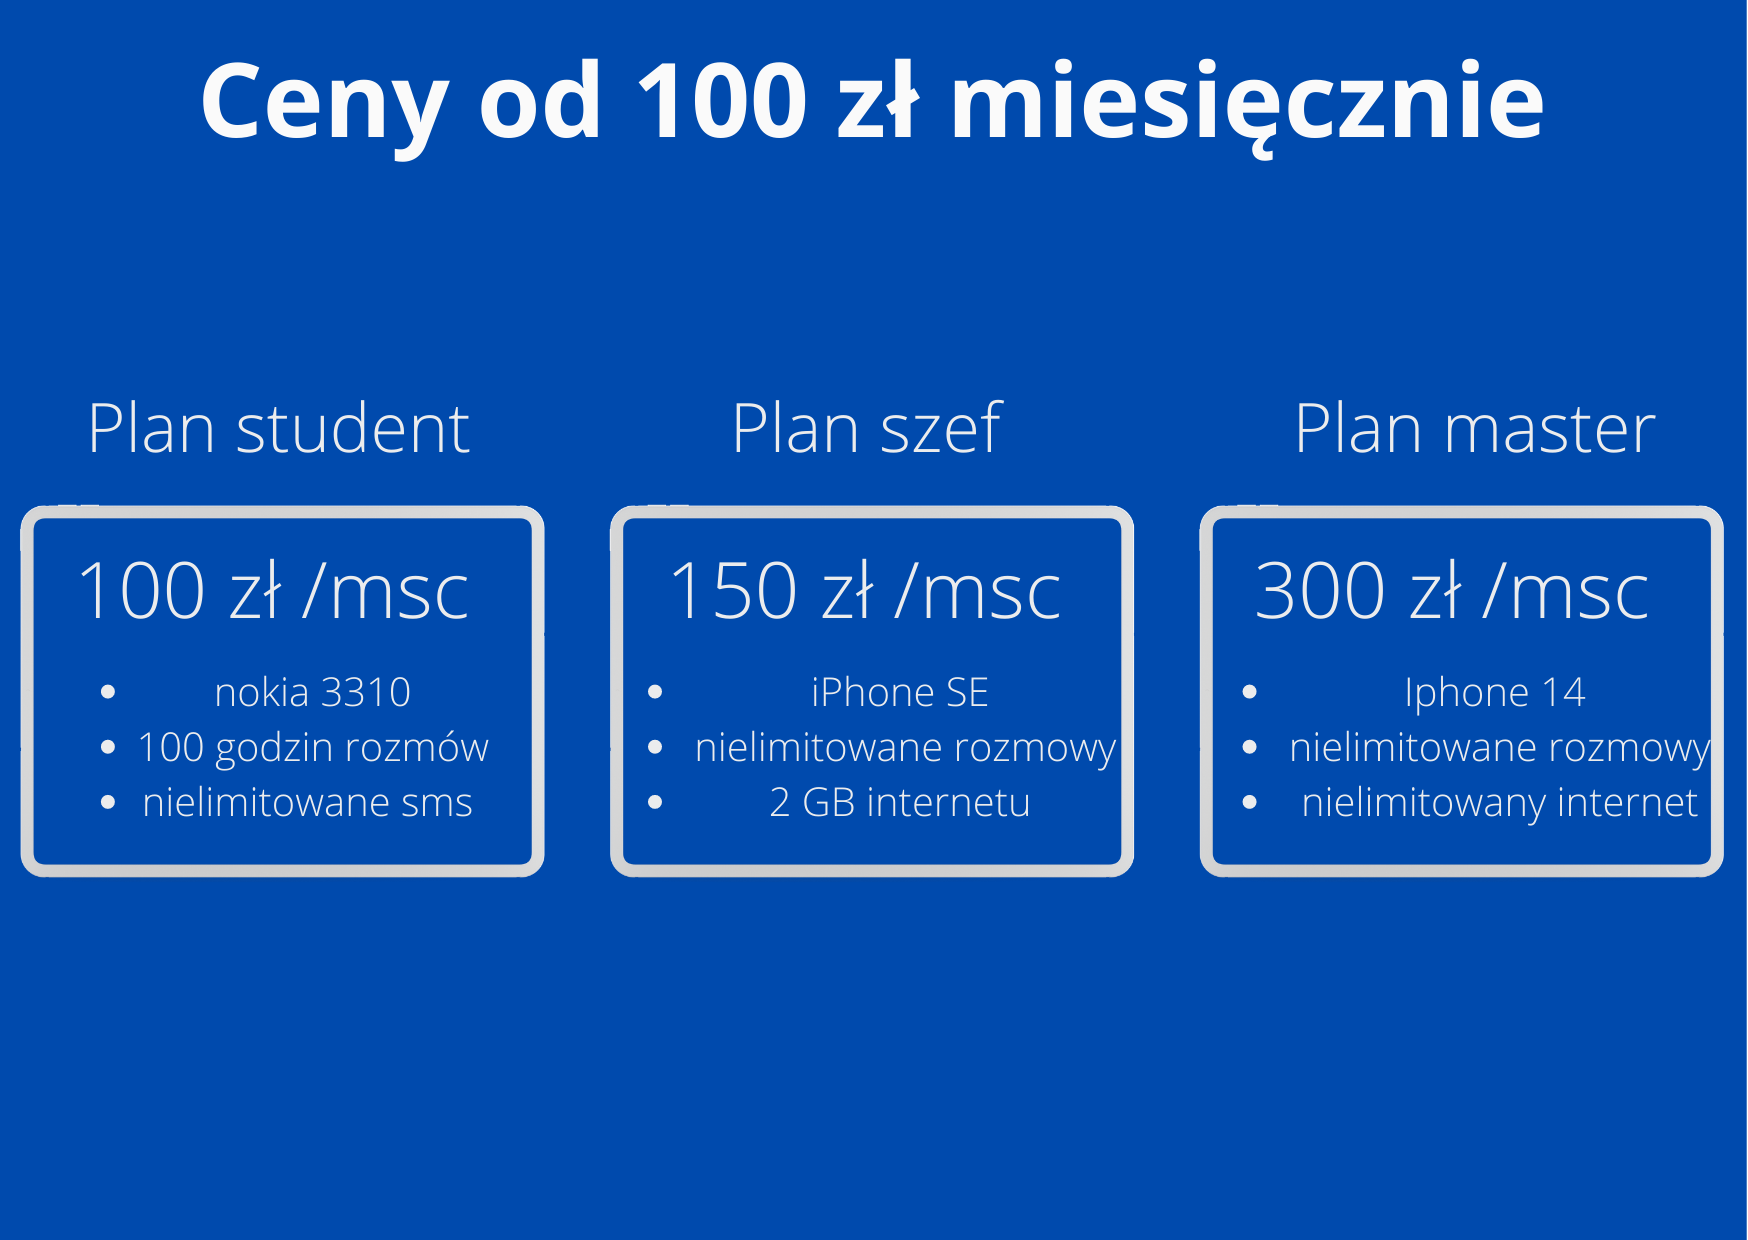 Ceny od 100 zł miesięcznie
Plan student
100 zł /msc
nokia 3310
100 godzin rozmów
nielimitowane sms
Plan szef
150 zł /msc
iPhone SE
nielimitowane rozmowy
2 GB internetu
Plan master
300 zł /msc
Iphone 14
nielimitowane rozmowy
nielimitowany internet